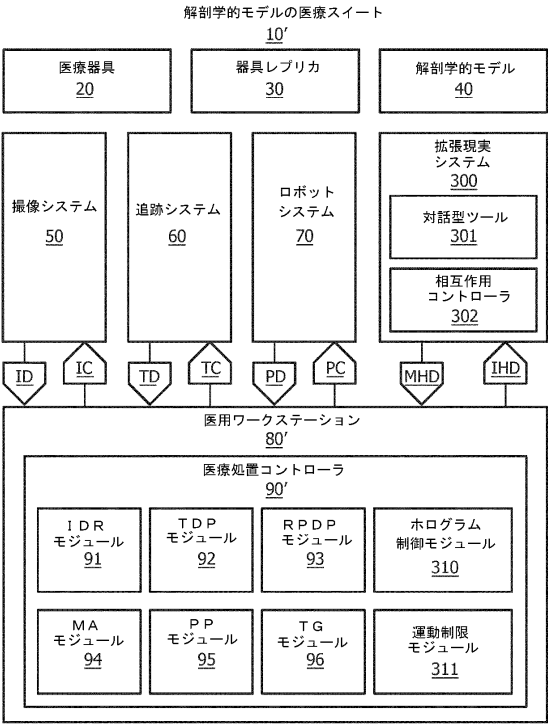 解剖学的モデルの医療スイート
10′
医療器具
20
器具レプリカ
30
解剖学的モデル
40
撮像システム
50
追跡システム
60
ロボット
システム
70
拡張現実
システム
300
対話型ツール
301
相互作用
コントローラ
302
ID
IC
TD
TC
PD
PC
MHD
IHD
医用ワークステーション
80′
医療処置コントローラ
90′
ＩＤＲ
モジュール
91
ＴＤＰ
モジュール
92
ＲＰＤＰ
モジュール
93
ホログラム
制御モジュール
310
ＭＡ
モジュール
94
ＰＰ
モジュール
95
ＴＧ
モジュール
96
運動制限
モジュール
311